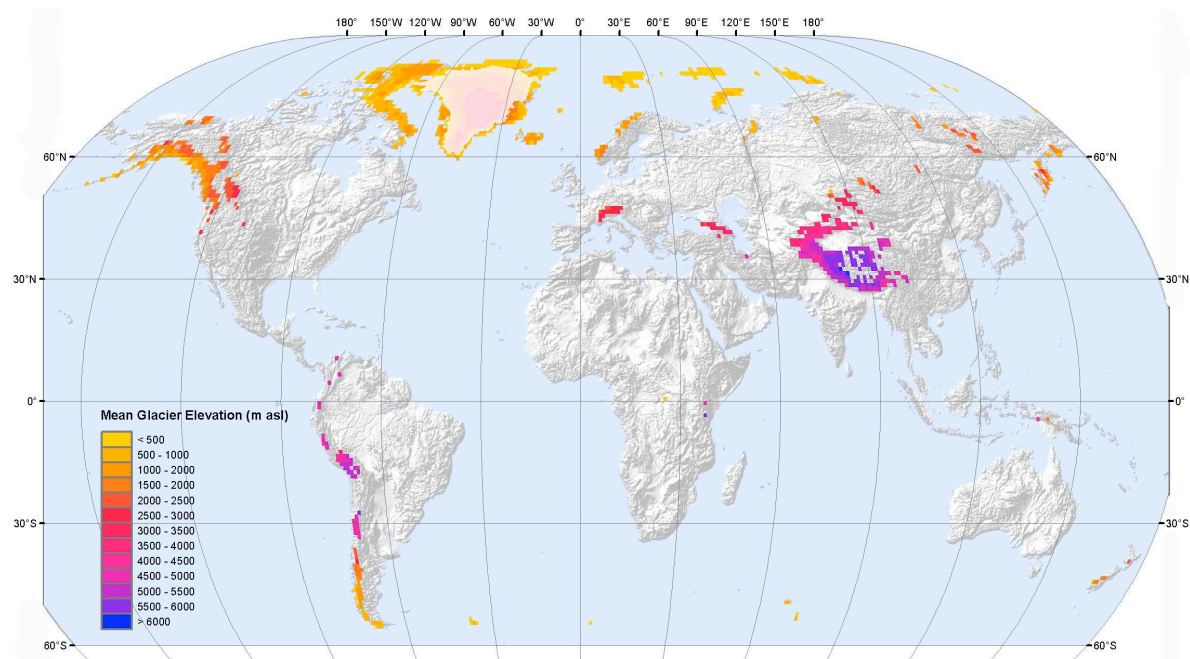 180° 150°W 120°W 90°W 60°W 30°W 0° 30°E 60°E 90°E 120°E 150°E 180°
60°N 60°N
30°N 30°N
0° 0°
Mean Glacier Elevation (m asl)
< 500
500 - 1000
1000 - 2000
1500 - 2000
2000 - 2500
2500 - 3000
3000 - 3500
3500 - 4000
4000 - 4500
4500 - 5000
5000 - 5500
5500 - 6000
> 6000
30°S 30°S
60°S 60°S